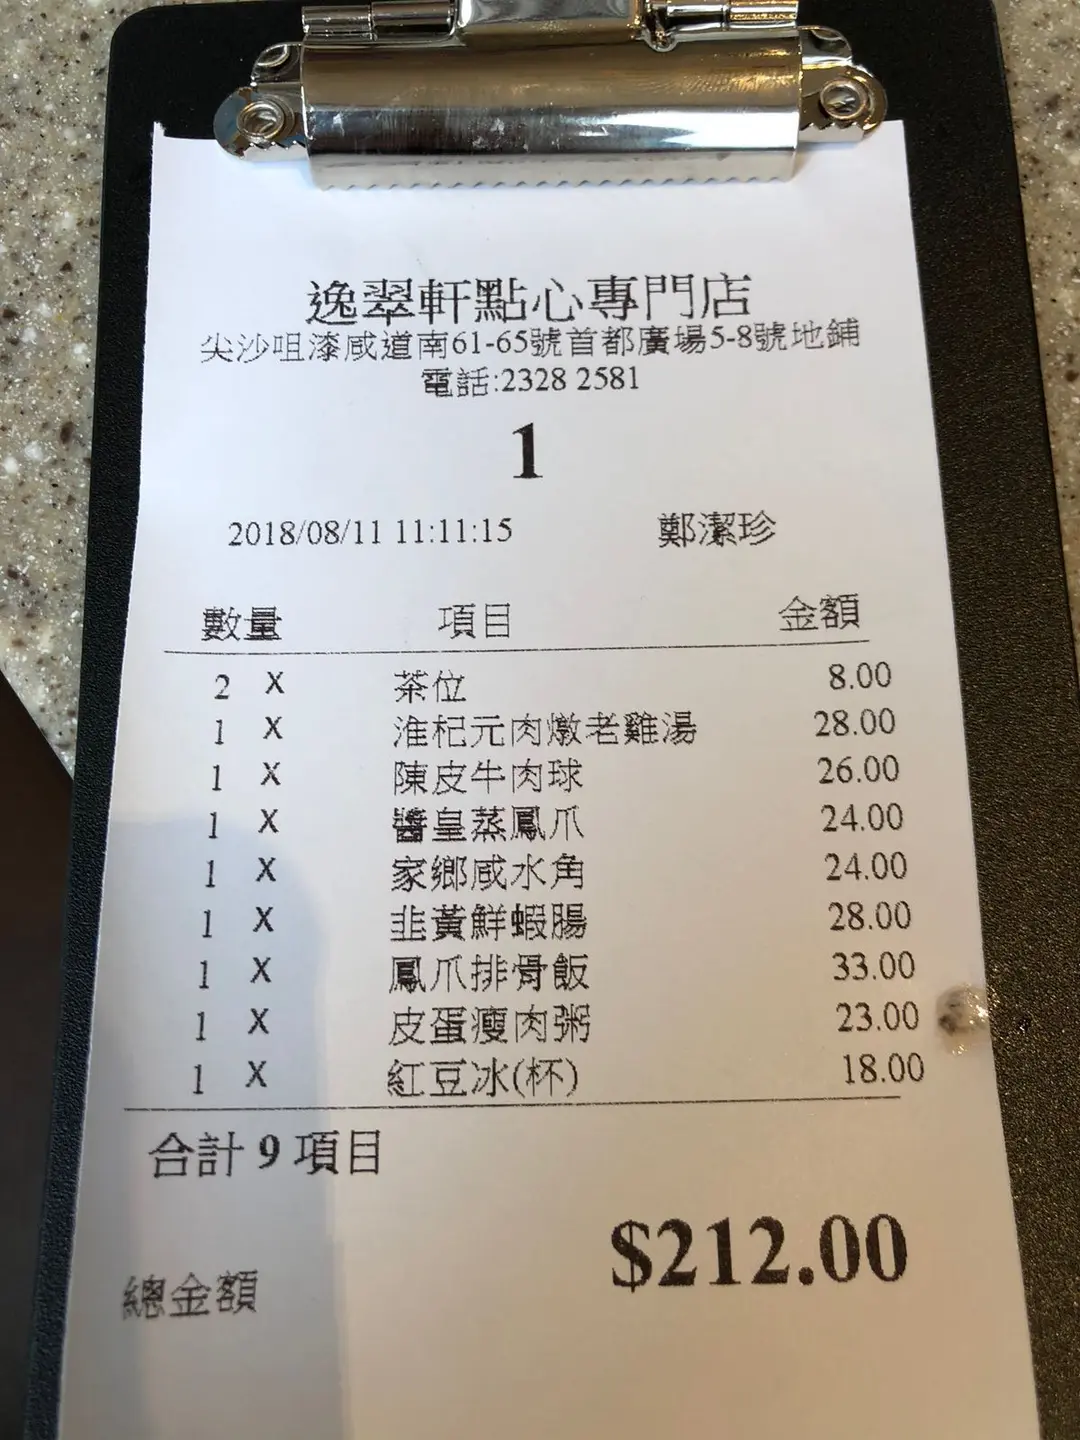 逸翠軒點心專門店
尖沙咀漆咸道南61-65號首都廣場5-8號地鋪
電話:2328 2581
1
2018/08/11 11:11:15 鄭潔珍
數量 項目 金額
2 X 茶位 8.00
1 X 淮杞元肉燉老雞湯 28.00
1 X 陳皮牛肉球 26.00
1 X 醬皇蒸鳳爪 24.00
1 X 家鄉咸水角 24.00
1 X 韭黃鮮蝦腸 28.00
1 X 鳳爪排骨飯 33.00
1 X 皮蛋瘦肉粥 23.00
1 X 紅豆冰(杯) 18.00
合計 9 項目
$212.00
總金額